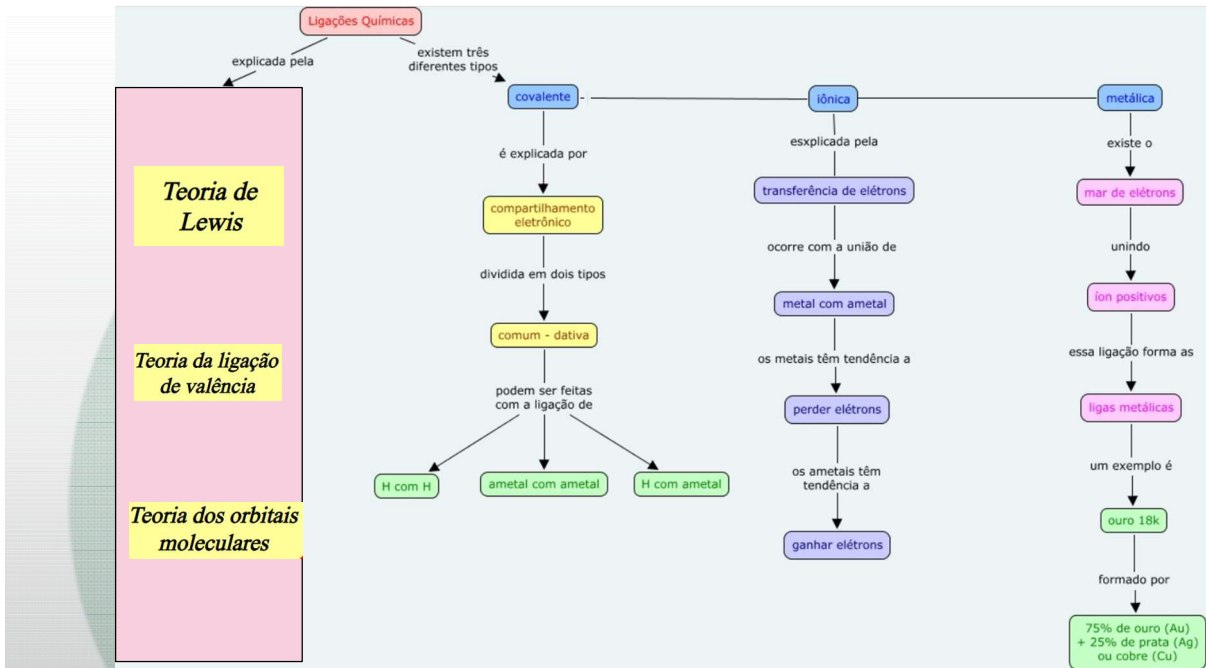 Ligações Químicas
explicada pela
existem três
diferentes tipos
Teoria de
Lewis
Teoria da ligação
de valência
Teoria dos orbitais
moleculares
covalente
é explicada por
compartilhamento
eletrônico
dividida em dois tipos
comum - dativa
podem ser feitas
com a ligação de
H com H
ametal com ametal
H com ametal
iônica
esxplicada pela
transferência de elétrons
ocorre com a união de
metal com ametal
os metais têm tendência a
perder elétrons
os ametais têm
tendência a
ganhar elétrons
metálica
existe o
mar de elétrons
unindo
íon positivos
essa ligação forma as
ligas metálicas
um exemplo é
ouro 18k
formado por
75% de ouro (Au)
+ 25% de prata (Ag)
ou cobre (Cu)